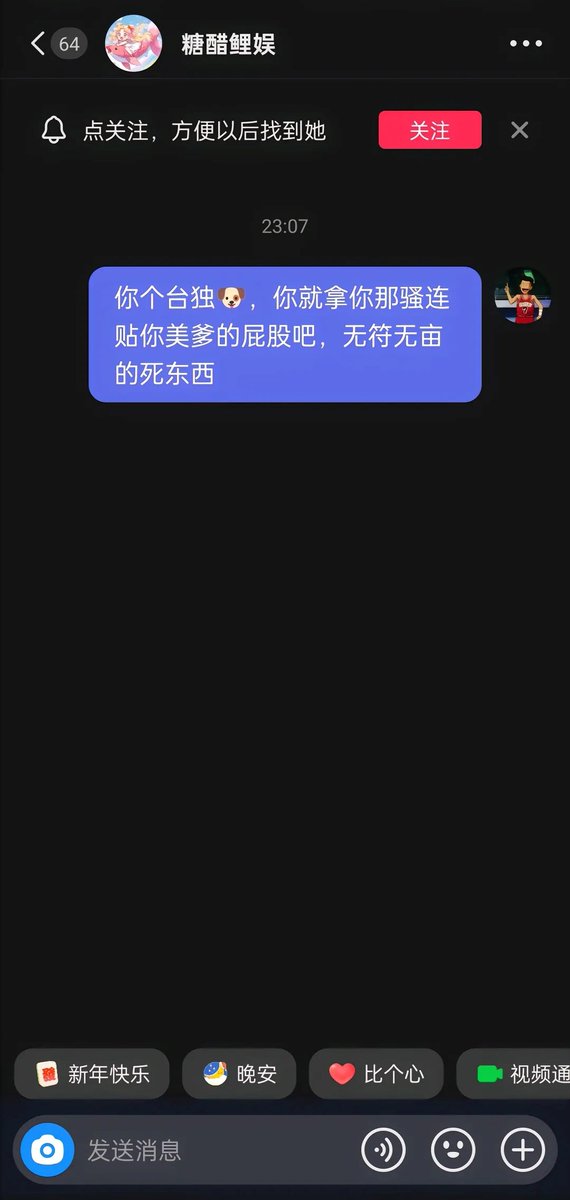 64
糖醋鲤娱
点关注，方便以后找到她
关注
23:07
你个台独🐶，你就拿你那骚连
贴你美爹的屁股吧，无符无亩
的死东西
新年快乐
晚安
比个心
视频通
发送消息